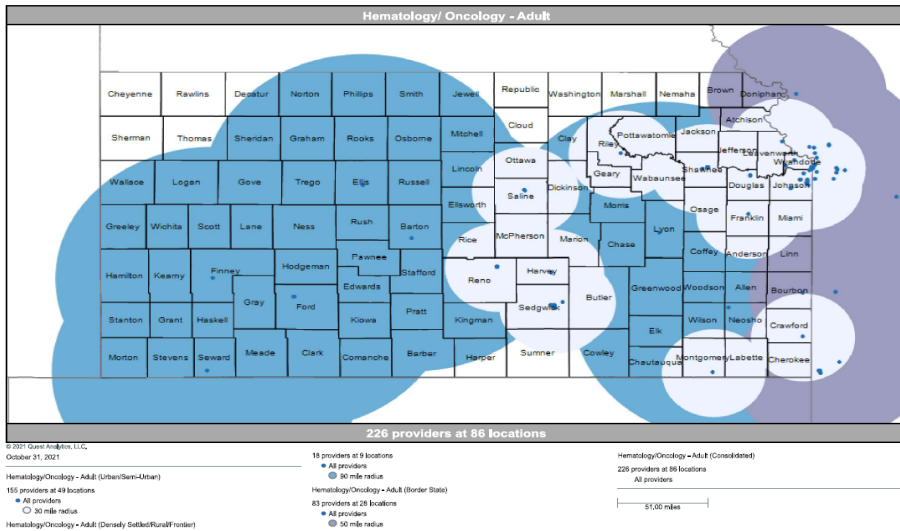 Hematology/ Oncology - Adult
Cheyenne Rawlins Decatur Norton Phillips Smith Jewell Republic Washington Marshall Nemaha Brown Doniphan
Sherman Thomas Sheridan Graham Rooks Osborne Mitchell Cloud Clay Riley Pottawatomie Jackson Atchison
Jefferson Leavenworth
Wallace Logan Gove Trego Ellis Russell Lincoln Ottawa Saline Dickinson Geary Wabaunsee Shawnee Douglas Johnson Wyandotte
Greeley Wichita Scott Lane Ness Rush Barton Ellsworth McPherson Marion Morris Chase Lyon Osage Franklin Miami
Hamilton Kearny Finney Hodgeman Pawnee Stafford Rice Reno Harvey Coffey Anderson Linn
Gray Ford Edwards Sedgwick Butler Greenwood Woodson Allen Bourbon
Stanton Grant Haskell Kiowa Pratt Kingman Elk Wilson Neosho Crawford
Morton Stevens Seward Meade Clark Comanche Barber Harper Sumner Cowley Chautauqua Montgomery Labette Cherokee
226 providers at 86 locations
© 2021 Quest Analytics, LLC.
October 31, 2021
Hematology/Oncology - Adult (Urban/Semi-Urban)
155 providers at 49 locations
All providers
30 mile radius
Hematology/Oncology - Adult (Densely Settled/Rural/Frontier)
18 providers at 9 locations
All providers
90 mile radius
Hematology/Oncology - Adult (Border State)
83 providers at 28 locations
All providers
50 mile radius
Hematology/Oncology - Adult (Consolidated)
226 providers at 86 locations
All providers
51,00 miles